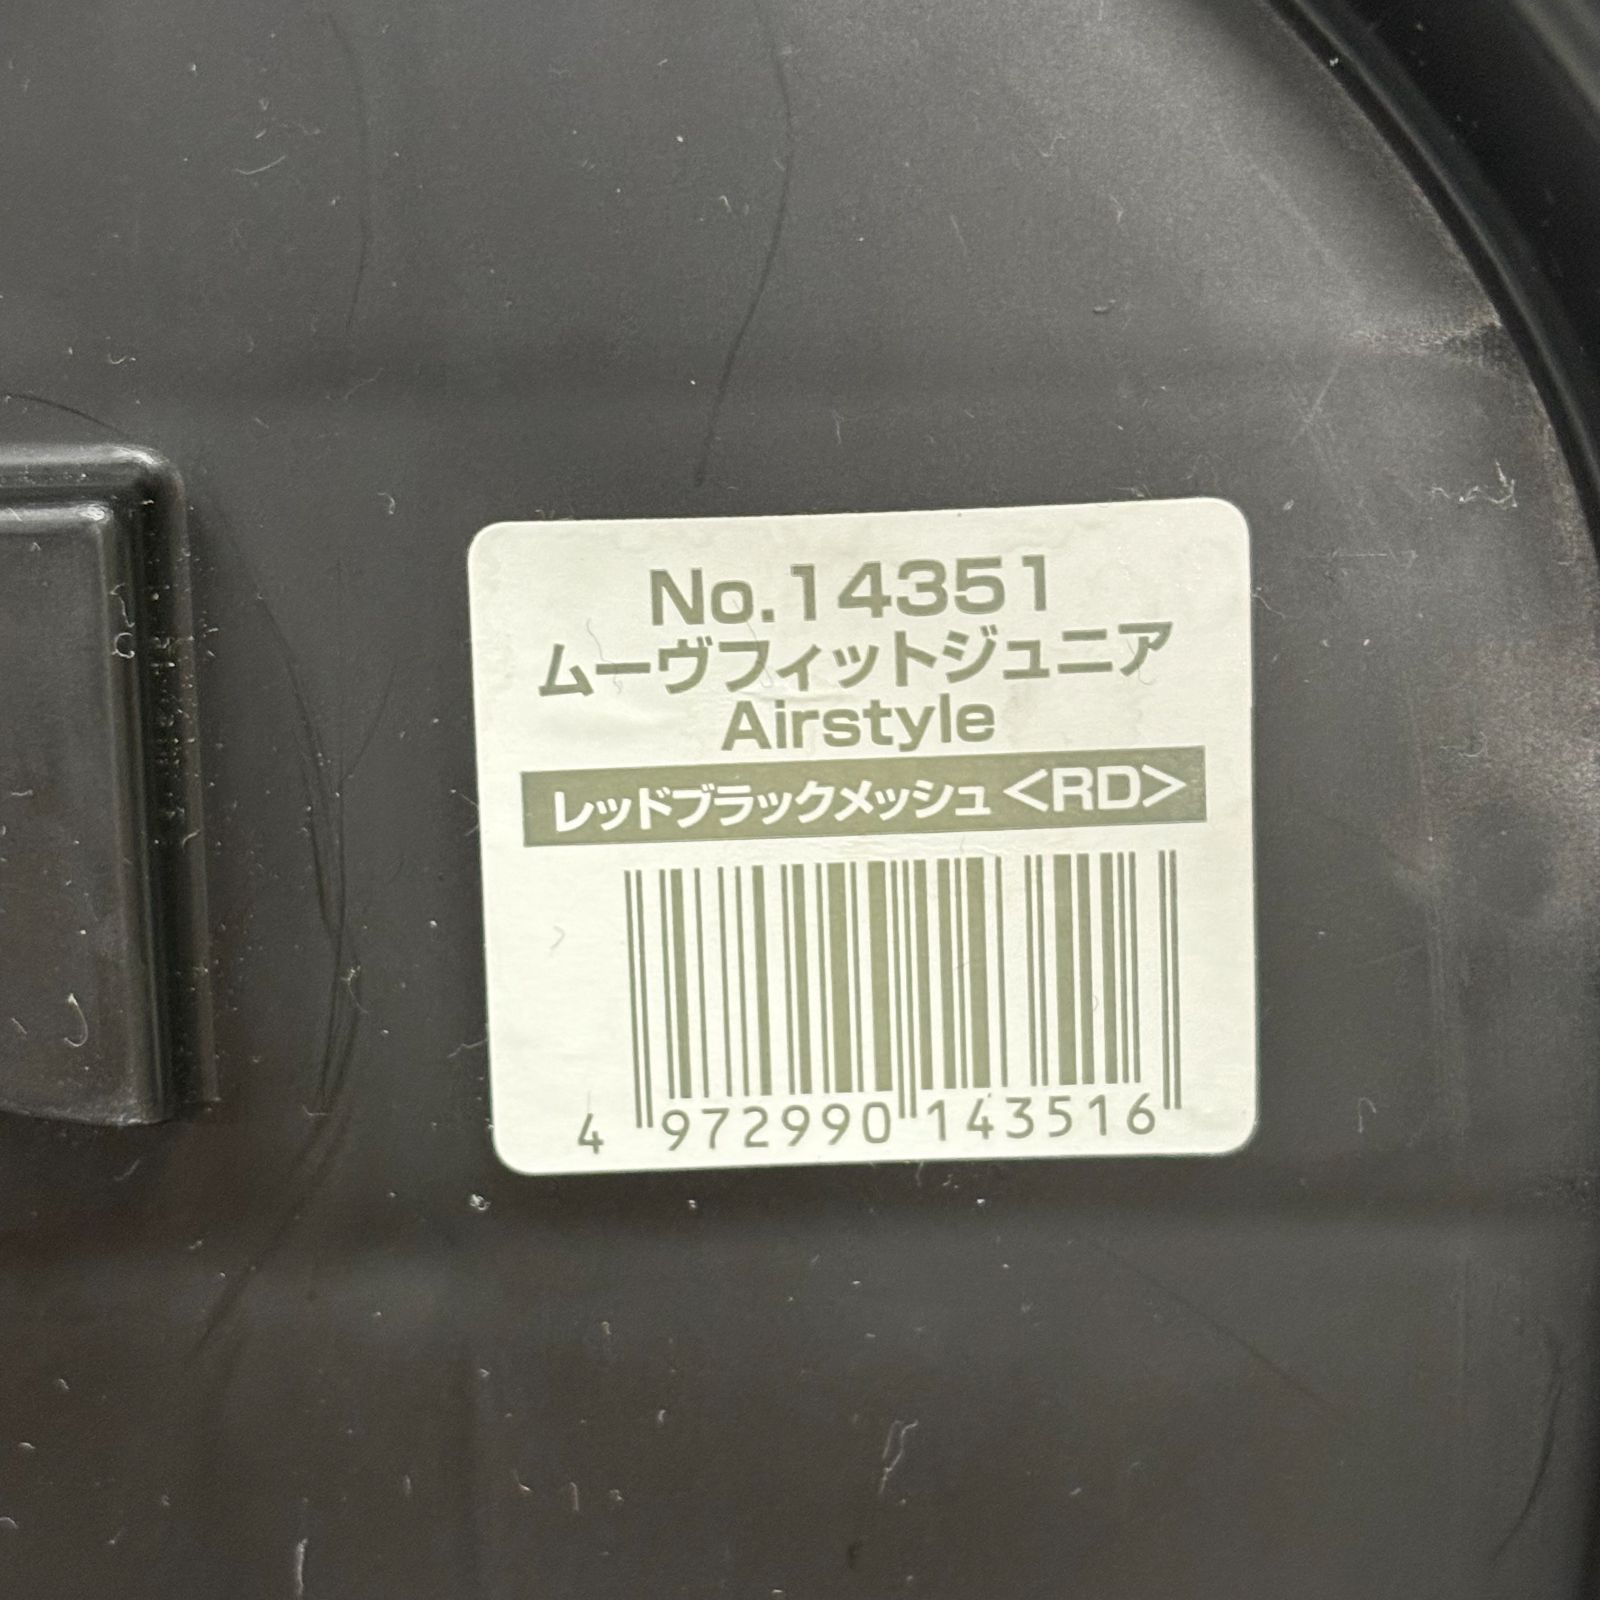 No.14351
ムーヴフィットジュニア
Airstyle
レッドブラックメッシュ <RD>
4 972990 143516